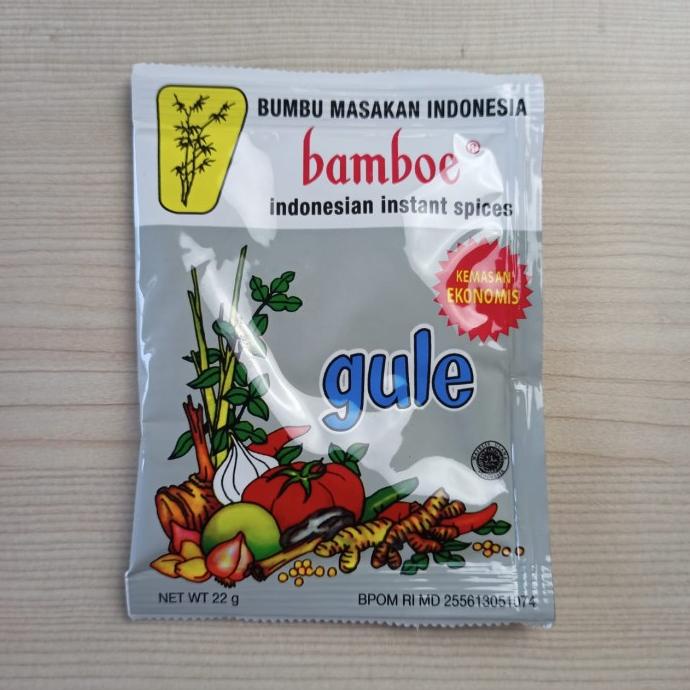 BUMBU MASAKAN INDONESIA
bamboe®
indonesian instant spices
KEMASAN
EKONOMIS
gule
NET WT 22 g
BPOM RI MD 255613051074